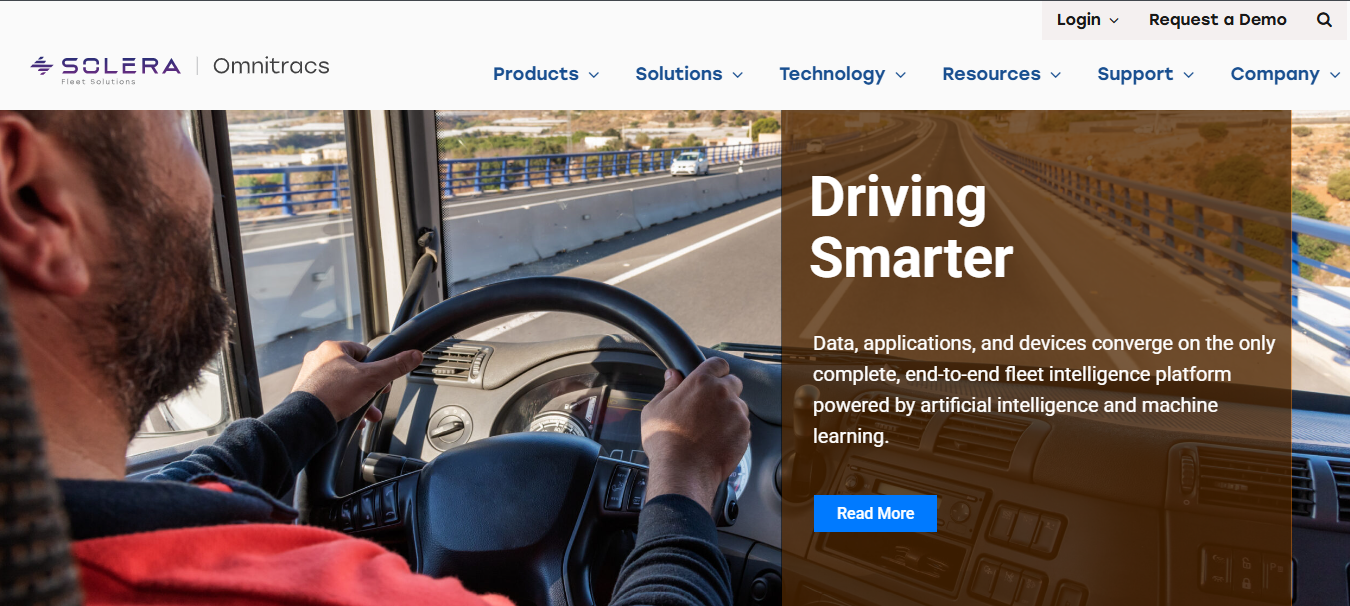 Login
Request a Demo
SOLERA
Fleet Solutions
Omnitracs
Products
Solutions
Technology
Resources
Support
Company
Driving
Smarter
Data, applications, and devices converge on the only
complete, end-to-end fleet intelligence platform
powered by artificial intelligence and machine
learning.
Read More